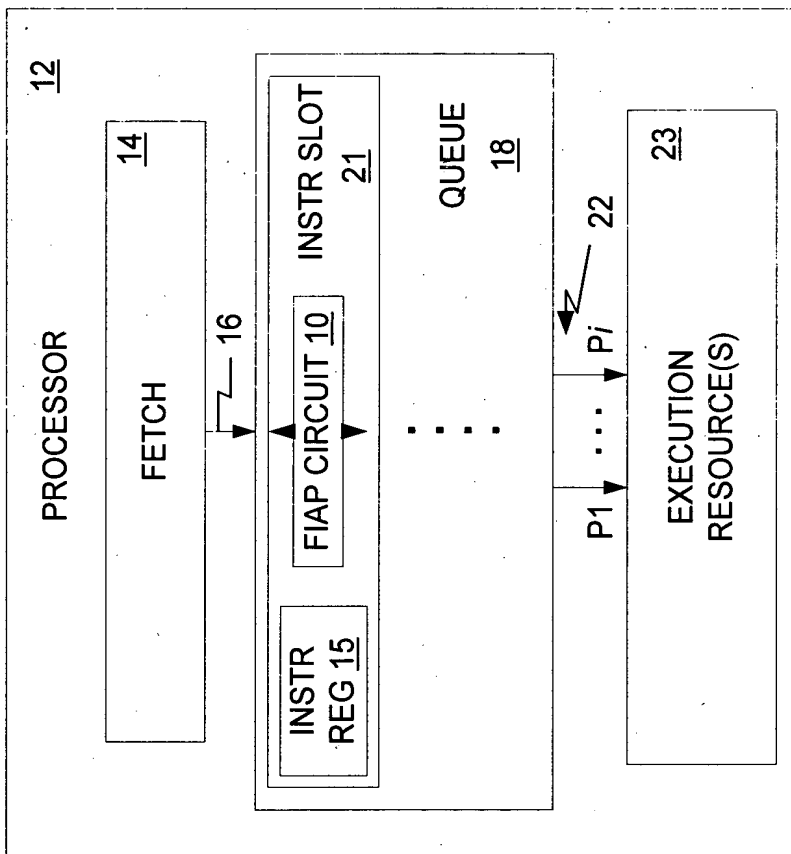 PROCESSOR
12
FETCH
14
16
INSTR SLOT
21
INSTR
REG 15
FIAP CIRCUIT 10
QUEUE
18
22
P1
Pi
EXECUTION
RESOURCE(S)
23